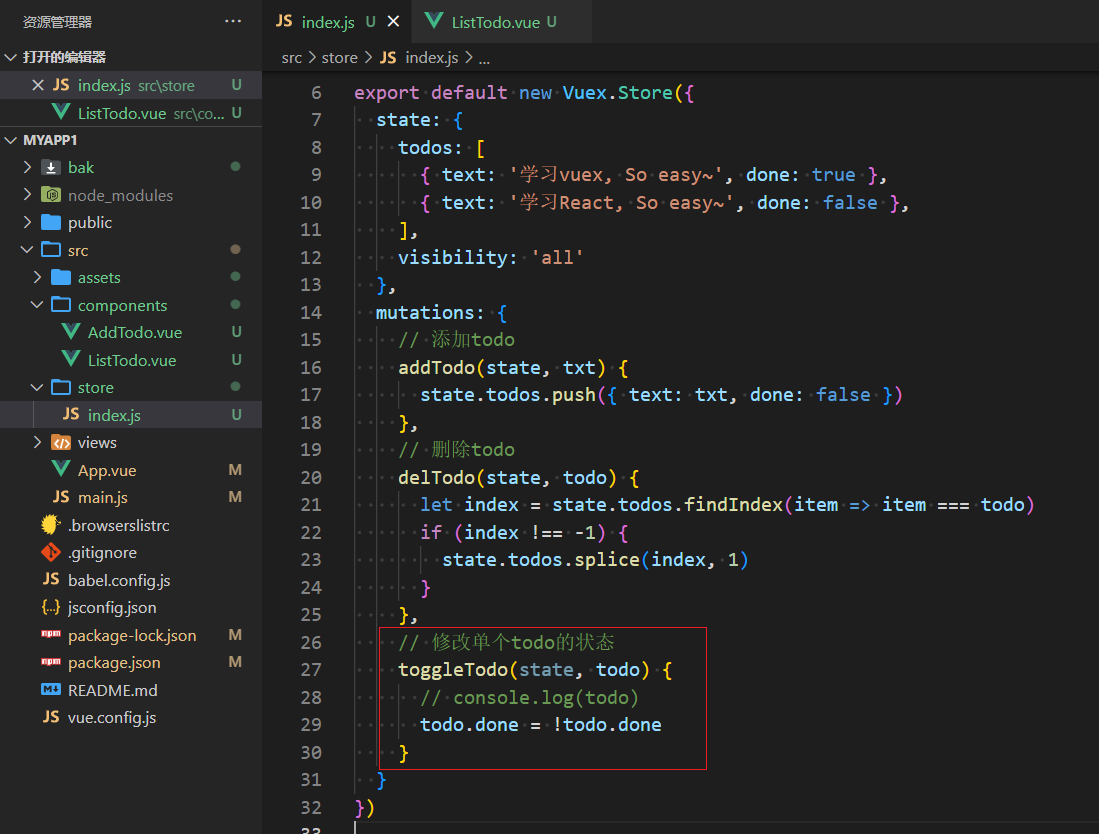 资源管理器 ...
打开的编辑器
JS index.js src\store U
ListTodo.vue src\co... U
MYAPP1
bak
node_modules
public
src
assets
components
AddTodo.vue U
ListTodo.vue U
store
JS index.js U
views
App.vue M
JS main.js M
.browserslistrc
.gitignore
JS babel.config.js
{..} jsconfig.json
npm package-lock.json M
npm package.json M
README.md
JS vue.config.js
JS index.js U ListTodo.vue U
src > store > JS index.js > ...
6 export default new Vuex.Store({
7 state: {
8 todos: [
9 { text: '学习vuex, So easy~', done: true },
10 { text: '学习React, So easy~', done: false },
11 ],
12 visibility: 'all'
13 },
14 mutations: {
15 // 添加todo
16 addTodo(state, txt) {
17 state.todos.push({ text: txt, done: false })
18 },
19 // 删除todo
20 delTodo(state, todo) {
21 let index = state.todos.findIndex(item => item === todo)
22 if (index !== -1) {
23 state.todos.splice(index, 1)
24 }
25 },
26 // 修改单个todo的状态
27 toggleTodo(state, todo) {
28 // console.log(todo)
29 todo.done = !todo.done
30 }
31 }
32 })
33